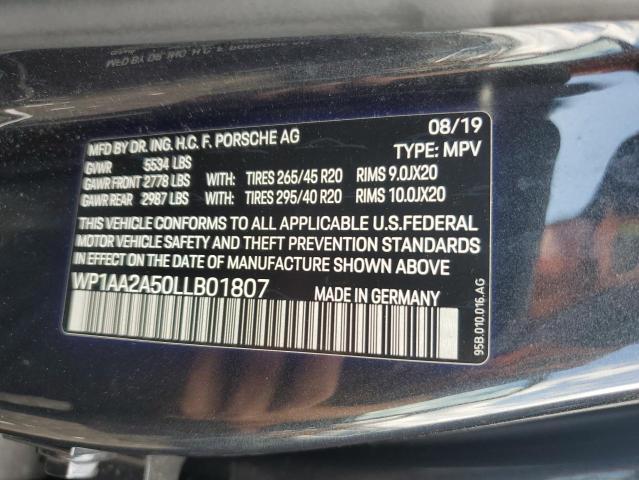 MFD BY DR. ING. H.C. F. PORSCHE AG 08/19
GVWR 5534 LBS TYPE: MPV
GAWR FRONT 2778 LBS WITH: TIRES 265/45 R20 RIMS 9.0JX20
GAWR REAR 2987 LBS WITH: TIRES 295/40 R20 RIMS 10.0JX20
THIS VEHICLE CONFORMS TO ALL APPLICABLE U.S.FEDERAL
MOTOR VEHICLE SAFETY AND THEFT PREVENTION STANDARDS
IN EFFECT ON THE DATE OF MANUFACTURE SHOWN ABOVE
WP1AA2A50LLB01807 MADE IN GERMANY
95B.010.016.AG